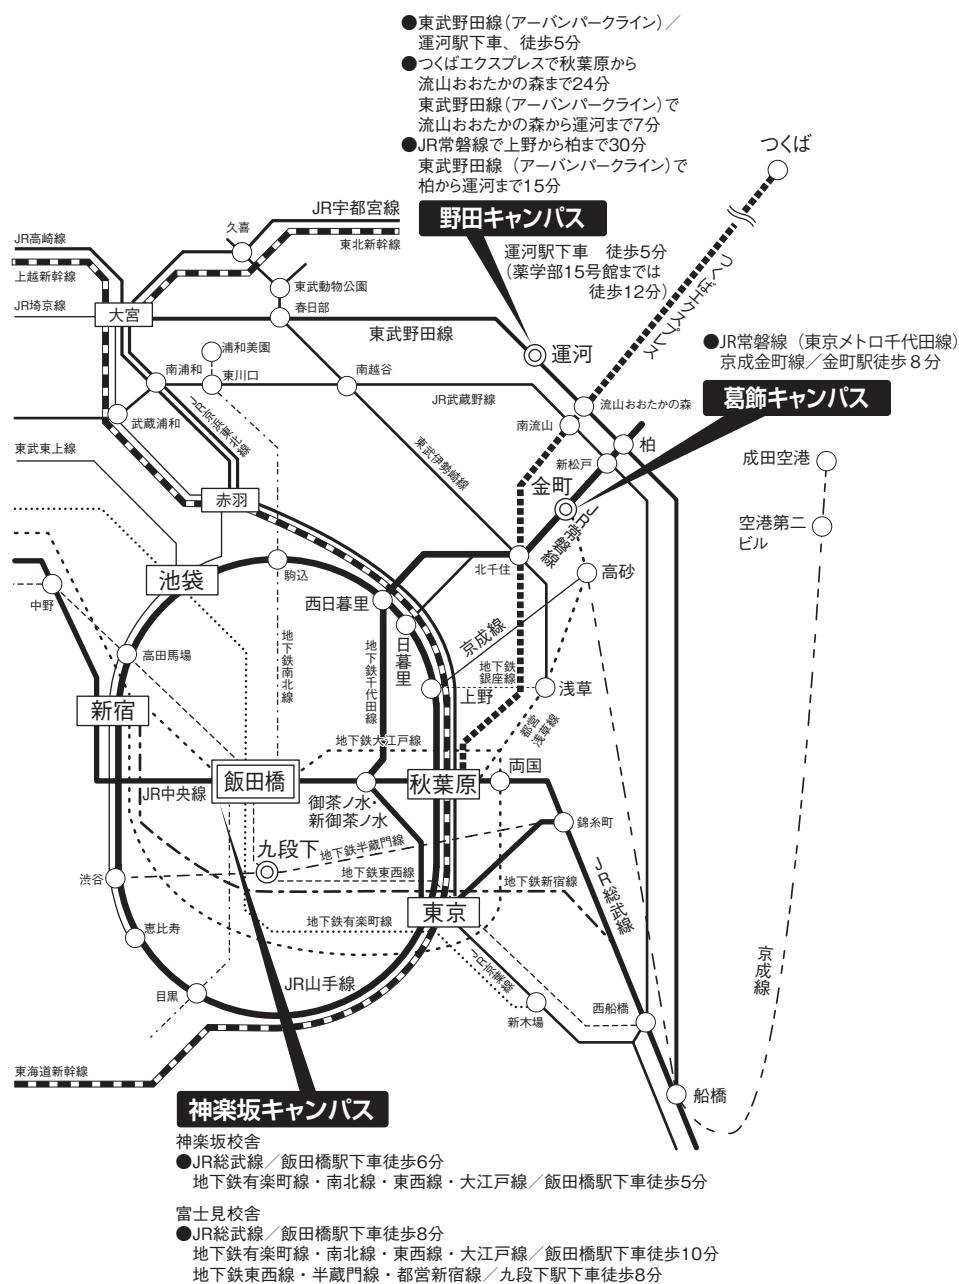 ●東武野田線（アーバンパークライン）／
運河駅下車、徒歩5分
●つくばエクスプレスで秋葉原から
流山おおたかの森まで24分
東武野田線（アーバンパークライン）で
流山おおたかの森から運河まで7分
●JR常磐線で上野から柏まで30分
東武野田線（アーバンパークライン）で
柏から運河まで15分
つくば
野田キャンパス
運河駅下車　徒歩5分
（薬学部15号館までは
徒歩12分）
つくばエクスプレス
JR宇都宮線
久喜
東北新幹線
JR高崎線
上越新幹線
東武動物公園
JR埼京線
大宮
春日部
東武野田線
運河
●JR常磐線（東京メトロ千代田線）
京成金町線／金町駅徒歩８分
葛飾キャンパス
浦和美園
南浦和
東川口
南越谷
JR武蔵野線
流山おおたかの森
武蔵浦和
JR京浜東北線
南流山
柏
東武東上線
東武伊勢崎線
新松戸
成田空港
金町
赤羽
JR常磐線
空港第二
ビル
池袋
駒込
北千住
高砂
中野
西日暮里
日暮里
京成線
高田馬場
地下鉄南北線
地下鉄千代田線
地下鉄
銀座線
上野
浅草
新宿
都営
浅草線
地下鉄大江戸線
両国
飯田橋
秋葉原
JR中央線
御茶ノ水・
新御茶ノ水
錦糸町
九段下
地下鉄半蔵門線
地下鉄東西線
地下鉄新宿線
渋谷
JR総武線
東京
地下鉄有楽町線
恵比寿
JR京葉線
京成線
JR山手線
目黒
新木場
西船橋
東海道新幹線
船橋
神楽坂キャンパス
神楽坂校舎
●JR総武線／飯田橋駅下車徒歩6分
地下鉄有楽町線・南北線・東西線・大江戸線／飯田橋駅下車徒歩5分
富士見校舎
●JR総武線／飯田橋駅下車徒歩8分
地下鉄有楽町線・南北線・東西線・大江戸線／飯田橋駅下車徒歩10分
地下鉄東西線・半蔵門線・都営新宿線／九段下駅下車徒歩8分